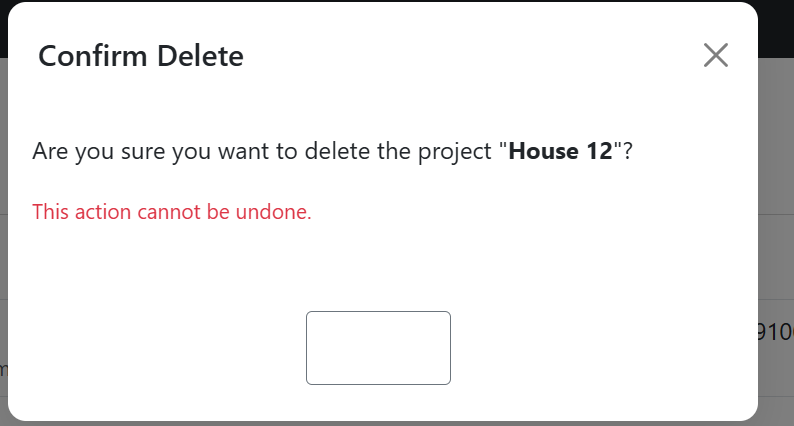 Confirm Delete
Are you sure you want to delete the project "House 12"?
This action cannot be undone.
910